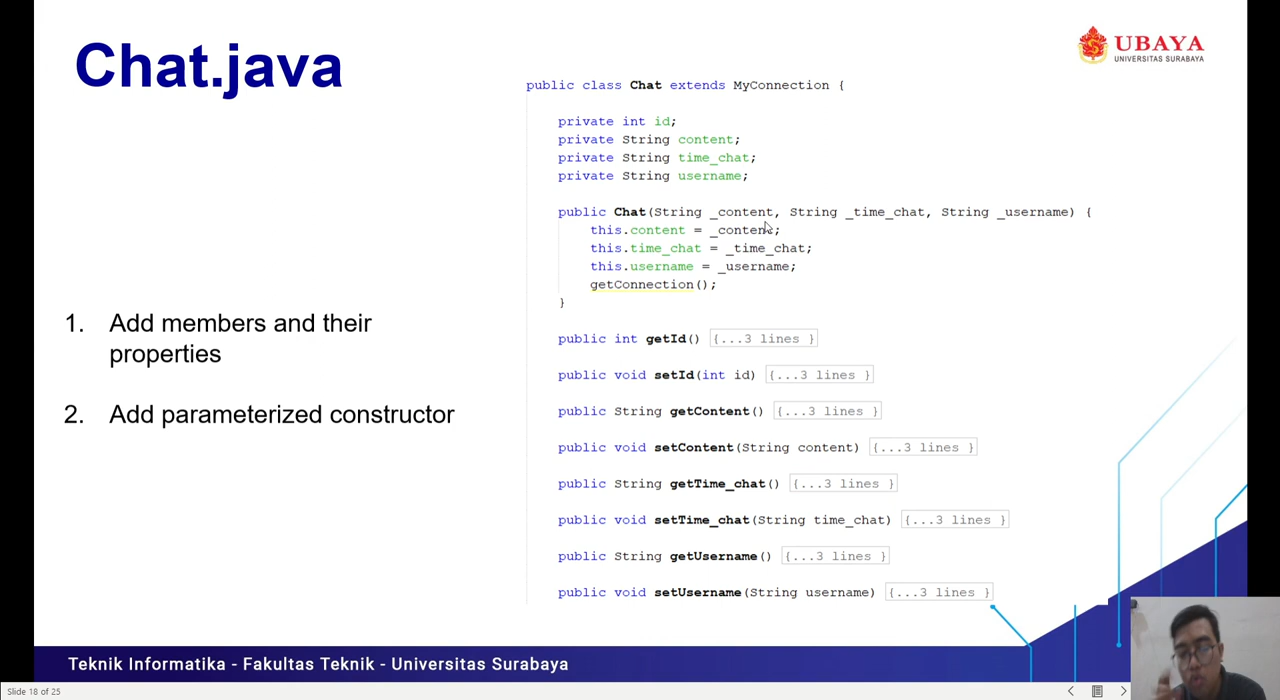 Chat.java
UBAYA
UNIVERSITAS SURABAYA
public class Chat extends MyConnection {
private int id;
private String content;
private String time_chat;
private String username;
public Chat(String _content, String _time_chat, String _username) {
this.content = _content;
this.time_chat = _time_chat;
this.username = _username;
getConnection();
}
public int getId() {...3 lines }
public void setId(int id) {...3 lines }
public String getContent() {...3 lines }
public void setContent(String content) {...3 lines }
public String getTime_chat() {...3 lines }
public void setTime_chat(String time_chat) {...3 lines }
public String getUsername() {...3 lines }
public void setUsername(String username) {...3 lines }
1. Add members and their
properties
2. Add parameterized constructor
Teknik Informatika - Fakultas Teknik - Universitas Surabaya
Slide 18 of 25